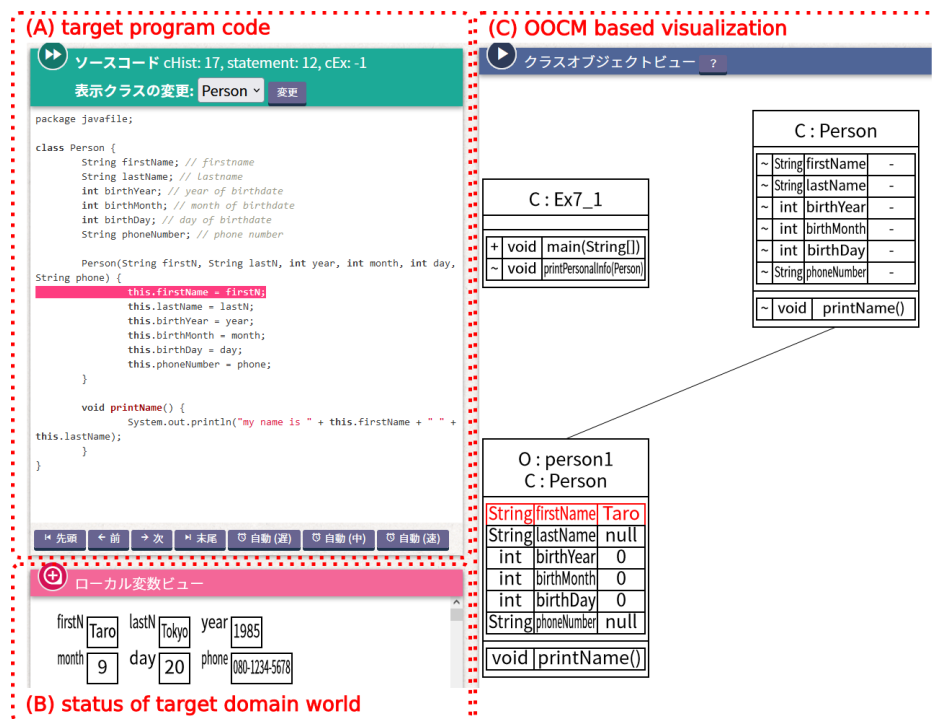 (A) target program code
ソースコード cHist: 17, statement: 12, cEx: -1
表示クラスの変更: Person 変更
package javafile;
class Person {
String firstName; // firstname
String lastName; // lastname
int birthYear; // year of birthdate
int birthMonth; // month of birthdate
int birthDay; // day of birthdate
String phoneNumber; // phone number
Person(String firstN, String lastN, int year, int month, int day,
String phone) {
this.firstName = firstN;
this.lastName = lastN;
this.birthYear = year;
this.birthMonth = month;
this.birthDay = day;
this.phoneNumber = phone;
}
void printName() {
System.out.println("my name is " + this.firstName + " " +
this.lastName);
}
}
先頭 前 次 末尾 自動 (遅) 自動 (中) 自動 (速)
ローカル変数ビュー
firstN Taro lastN Tokyo year 1985
month 9 day 20 phone 080-1234-5678
(B) status of target domain world
(C) OOCM based visualization
クラスオブジェクトビュー ?
C : Ex7_1
+ void main(String[])
~ void printPersonalInfo(Person)
C : Person
~ String firstName -
~ String lastName -
~ int birthYear -
~ int birthMonth -
~ int birthDay -
~ String phoneNumber -
~ void printName()
O : person1
C : Person
String firstName Taro
String lastName null
int birthYear 0
int birthMonth 0
int birthDay 0
String phoneNumber null
void printName()